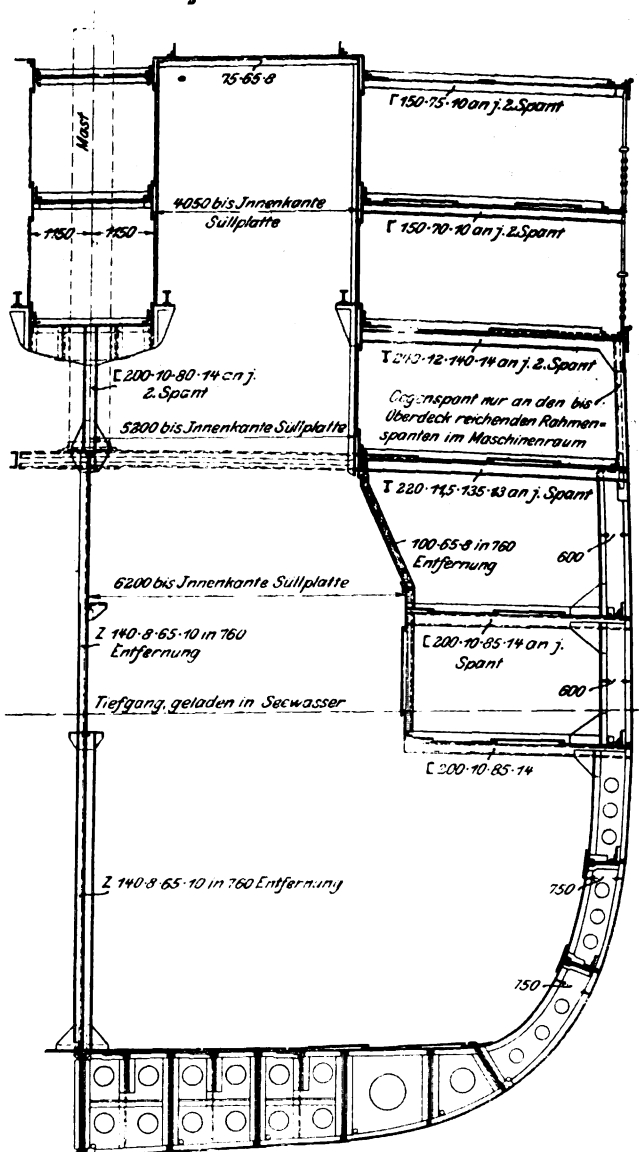 75·65·8
Mast
Γ 150·75·10 an j. 2. Spant
4050 bis Innenkante
Süllplatte
1150 1150
Γ 150·70·10 an j. 2. Spant
[ 200·10·80·14 an j.
2. Spant
12·140·14 an j. 2. Spant
Gegenspant nur an den bis
Oberdeck reichenden Rahmen=
spanten im Maschinenraum
5200 bis Innenkante Süllplatte
220·11,5·135·13 an j. Spant
100·65·8 in 760
Entfernung
600
6200 bis Innenkante Süllplatte
Z 140·8·65·10 in 760
Entfernung
[ 200·10·85·14 an j.
Spant
600
Tiefgang, geladen in Seewasser
[ 200·10·85·14
Z 140·8·65·10 in 760 Entfernung
750
750